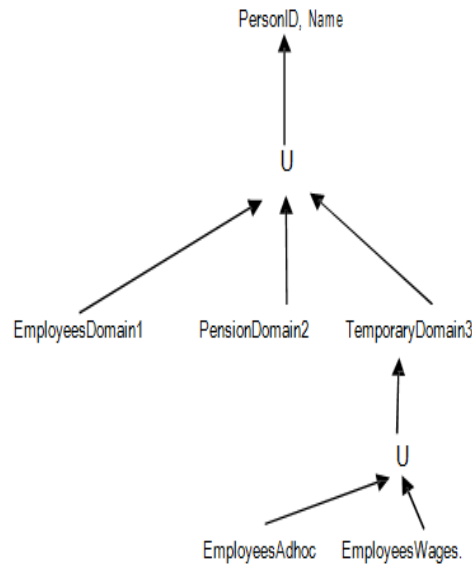 PersonID, Name
U
EmployeesDomain1 PensionDomain2 TemporaryDomain3
U
EmployeesAdhoc EmployeesWages.